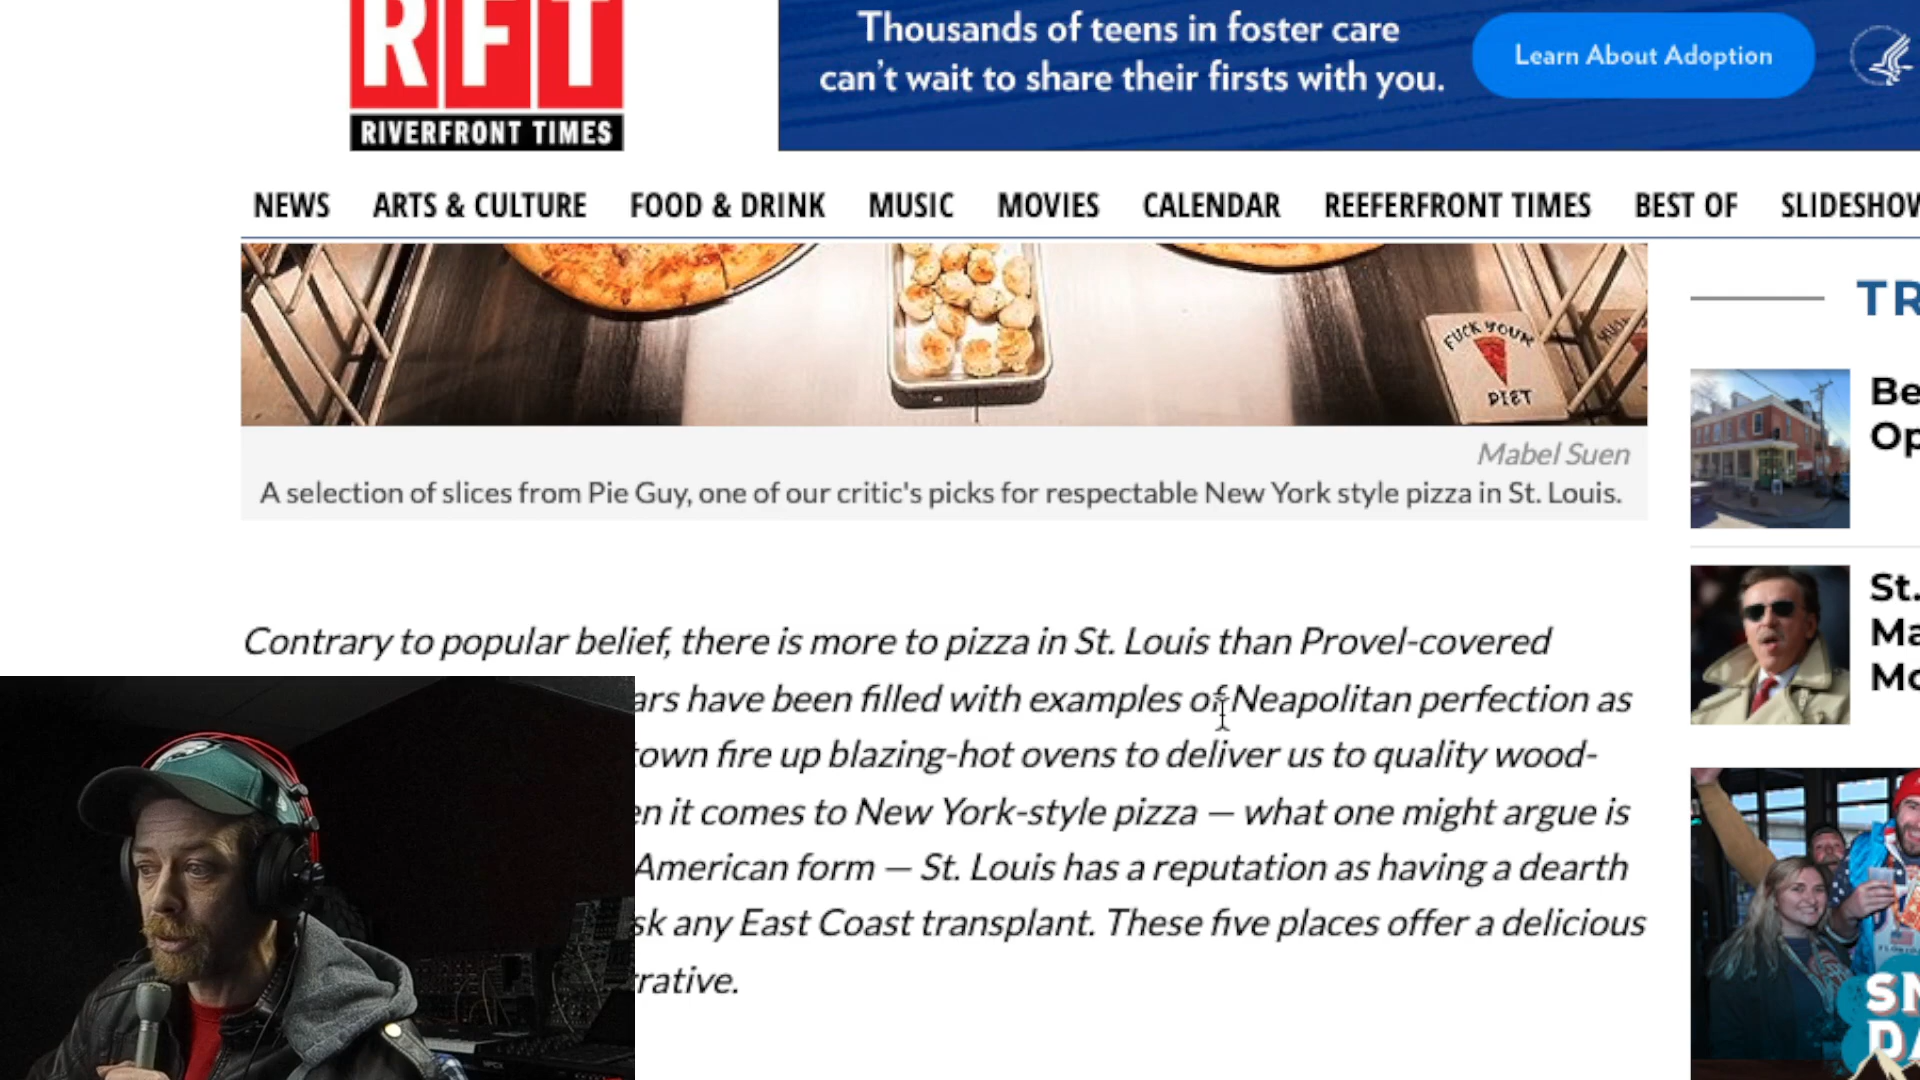 RFT
RIVERFRONT TIMES
Thousands of teens in foster care
can't wait to share their firsts with you.
Learn About Adoption
NEWS ARTS & CULTURE FOOD & DRINK MUSIC MOVIES CALENDAR REEFERFRONT TIMES BEST OF SLIDESHOW
FUCK YOUR
DIET
Mabel Suen
A selection of slices from Pie Guy, one of our critic's picks for respectable New York style pizza in St. Louis.
Contrary to popular belief, there is more to pizza in St. Louis than Provel-covered
ars have been filled with examples of Neapolitan perfection as
town fire up blazing-hot ovens to deliver us to quality wood-
en it comes to New York-style pizza — what one might argue is
American form — St. Louis has a reputation as having a dearth
sk any East Coast transplant. These five places offer a delicious
rrative.
TR
Be
Op
St.
Ma
Mo
SN
DA